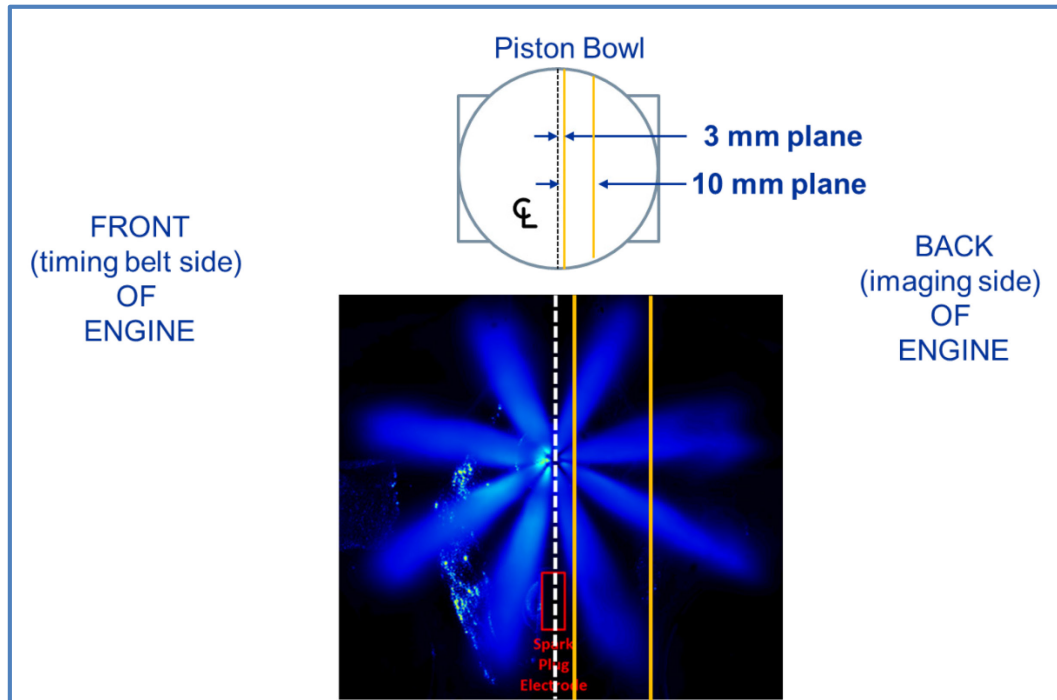 Piston Bowl
3 mm plane
10 mm plane
℄
FRONT
(timing belt side)
OF
ENGINE
BACK
(imaging side)
OF
ENGINE
Spark
Plug
Electrode